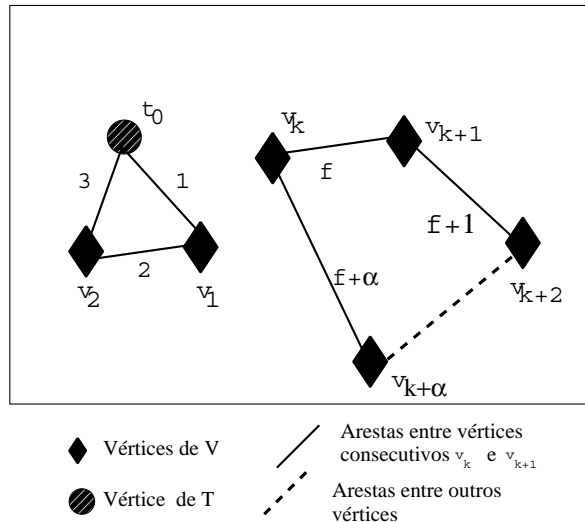 t0
vk
vk+1
3
1
f
f+1
2
v2
v1
f+α
vk+2
vk+α
Vértices de V
Arestas entre vértices
consecutivos vk e vk+1
Vértice de T
Arestas entre outros
vértices